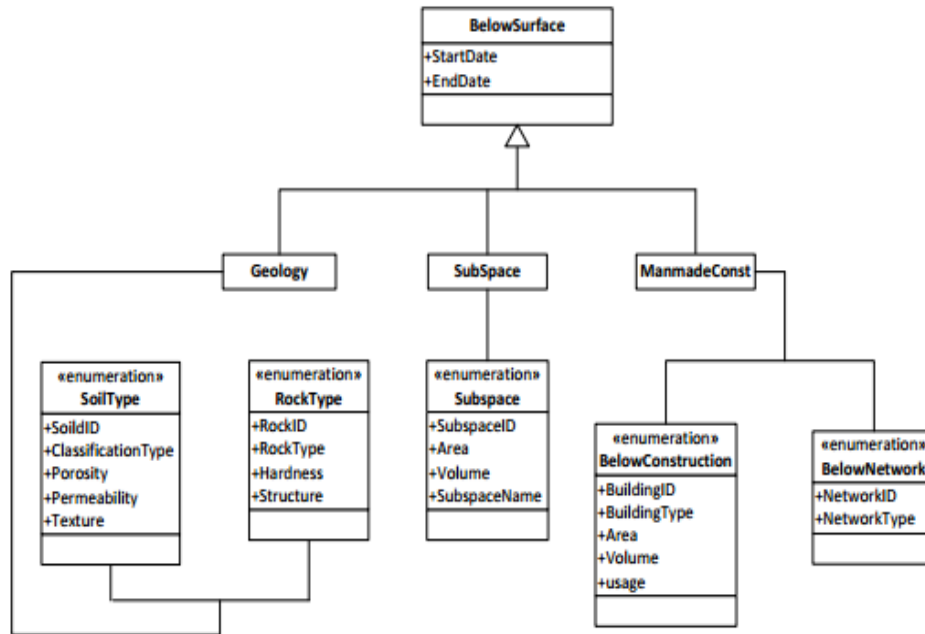 BelowSurface
+StartDate
+EndDate
Geology
SubSpace
ManmadeConst
«enumeration»
SoilType
+SoildID
+ClassificationType
+Porosity
+Permeability
+Texture
«enumeration»
RockType
+RockID
+RockType
+Hardness
+Structure
«enumeration»
Subspace
+SubspaceID
+Area
+Volume
+SubspaceName
«enumeration»
BelowConstruction
+BuildingID
+BuildingType
+Area
+Volume
+usage
«enumeration»
BelowNetwork
+NetworkID
+NetworkType